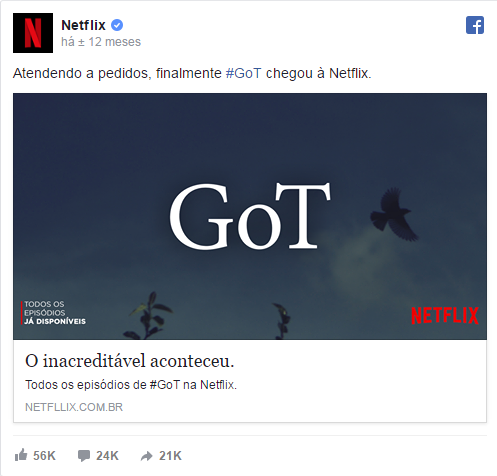 Netflix
há ± 12 meses
Atendendo a pedidos, finalmente #GoT chegou à Netflix.
GoT
TODOS OS
EPISÓDIOS
JÁ DISPONÍVEIS
NETFLIX
O inacreditável aconteceu.
Todos os episódios de #GoT na Netflix.
NETFLLIX.COM.BR
56K 24K 21K